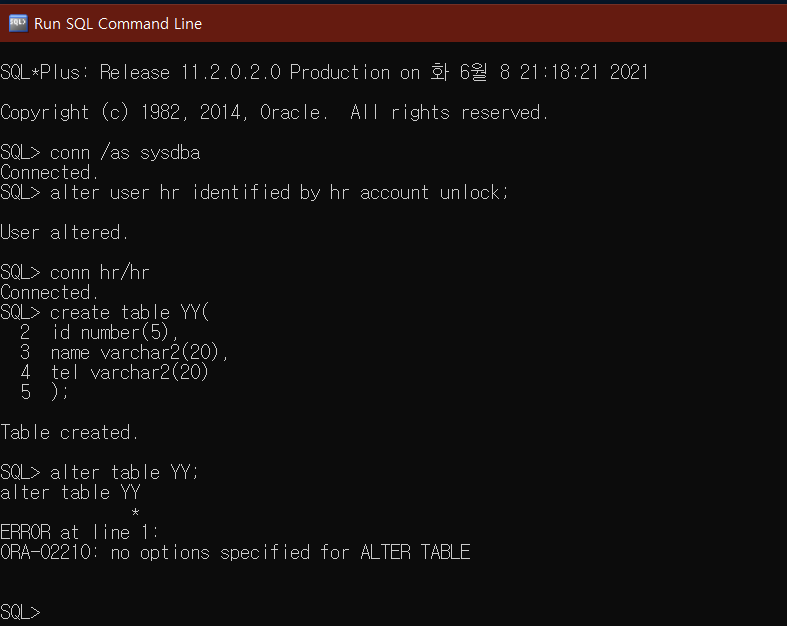 Run SQL Command Line
SQL*Plus: Release 11.2.0.2.0 Production on 화 6월 8 21:18:21 2021
Copyright (c) 1982, 2014, Oracle.  All rights reserved.
SQL> conn /as sysdba
Connected.
SQL> alter user hr identified by hr account unlock;
User altered.
SQL> conn hr/hr
Connected.
SQL> create table YY(
  2  id number(5),
  3  name varchar2(20),
  4  tel varchar2(20)
  5  );
Table created.
SQL> alter table YY;
alter table YY
             *
ERROR at line 1:
ORA-02210: no options specified for ALTER TABLE
SQL>